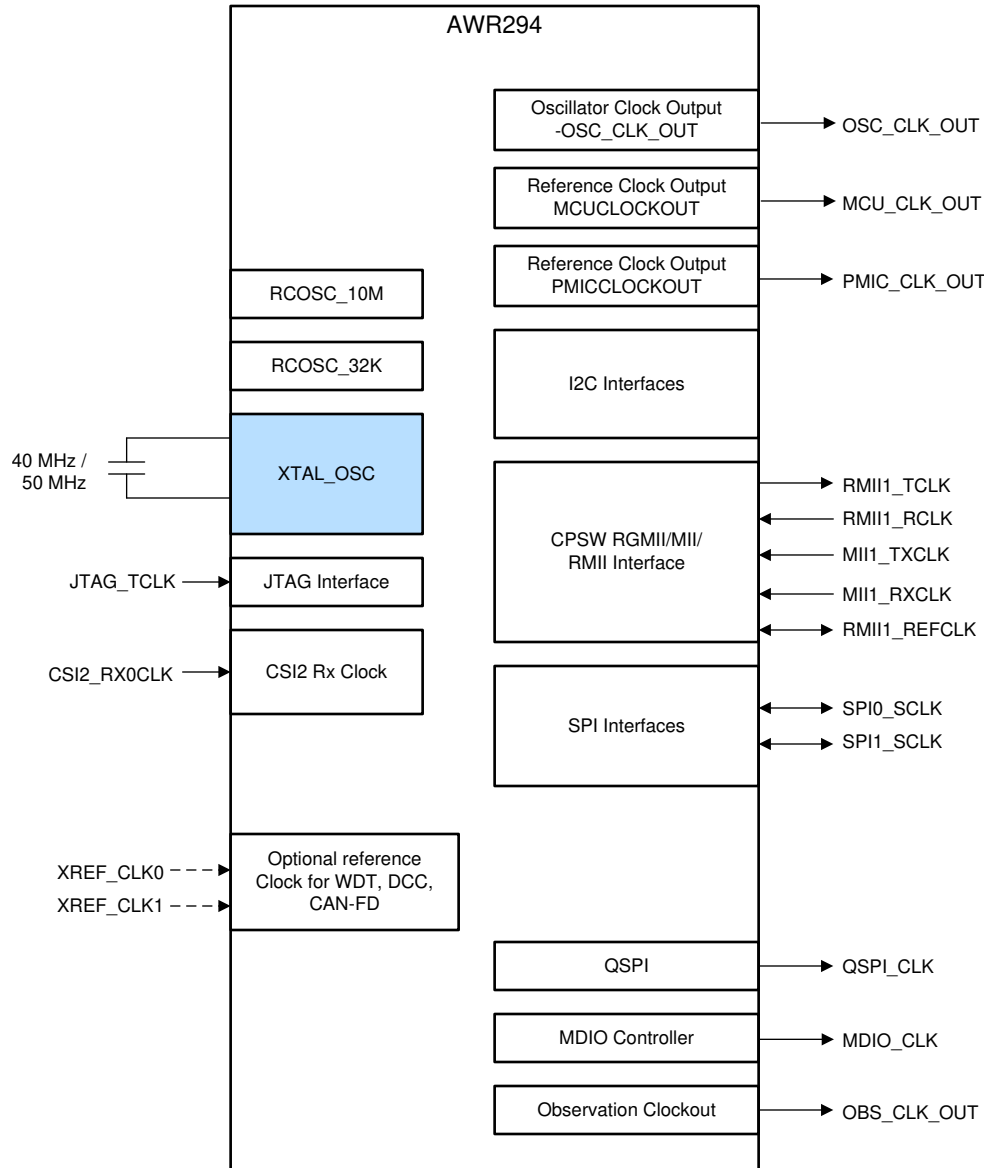 AWR294
Oscillator Clock Output
-OSC_CLK_OUT
OSC_CLK_OUT
Reference Clock Output
MCUCLOCKOUT
MCU_CLK_OUT
Reference Clock Output
PMICCLOCKOUT
PMIC_CLK_OUT
RCOSC_10M
RCOSC_32K
I2C Interfaces
40 MHz /
50 MHz
XTAL_OSC
CPSW RGMII/MII/
RMII Interface
RMII1_TCLK
RMII1_RCLK
MII1_TXCLK
MII1_RXCLK
RMII1_REFCLK
JTAG_TCLK
JTAG Interface
CSI2_RX0CLK
CSI2 Rx Clock
SPI Interfaces
SPI0_SCLK
SPI1_SCLK
XREF_CLK0
XREF_CLK1
Optional reference
Clock for WDT, DCC,
CAN-FD
QSPI
QSPI_CLK
MDIO Controller
MDIO_CLK
Observation Clockout
OBS_CLK_OUT